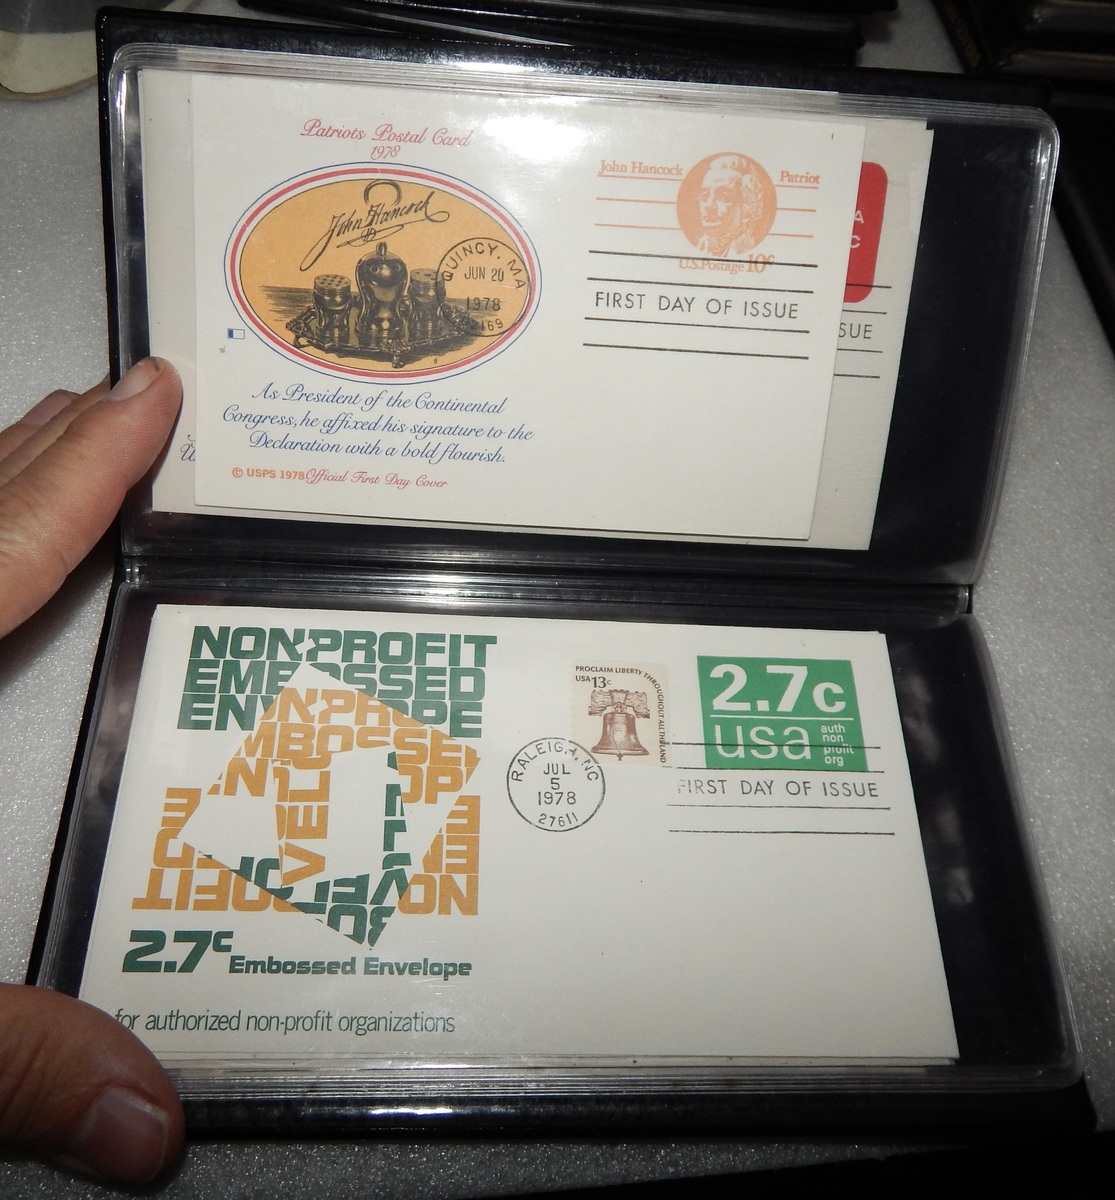 Patriots Postal Card
1978
John Hancock
QUINCY, MA
JUN 20
1978
2169
As President of the Continental
Congress, he affixed his signature to the
Declaration with a bold flourish.
© USPS 1978 Official First Day Cover
John Hancock
Patriot
U.S. Postage 10c
FIRST DAY OF ISSUE
A
C
SUE
NONPROFIT
EMBOSSED
ENVELOPE
2.7c
Embossed Envelope
for authorized non-profit organizations
RALEIGH, NC
JUL
5
1978
27611
PROCLAIM LIBERTY THROUGHOUT ALL THE LAND
USA 13c
2.7c
usa
auth
non
profit
org
FIRST DAY OF ISSUE